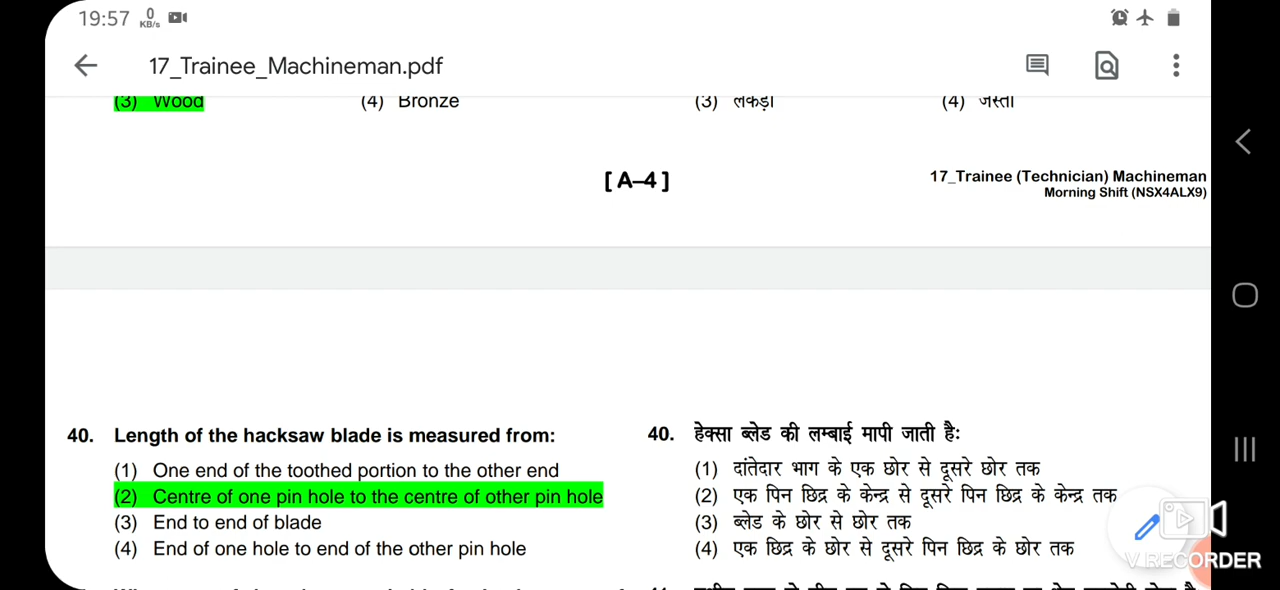 19:57 0 KB/s
17_Trainee_Machineman.pdf
(3) Wood (4) Bronze (3) लकड़ी (4) जस्ता
[ A–4 ]
17_Trainee (Technician) Machineman
Morning Shift (NSX4ALX9)
40. Length of the hacksaw blade is measured from:
(1) One end of the toothed portion to the other end
(2) Centre of one pin hole to the centre of other pin hole
(3) End to end of blade
(4) End of one hole to end of the other pin hole
40. हेक्सा ब्लेड की लम्बाई मापी जाती है:
(1) दांतेदार भाग के एक छोर से दूसरे छोर तक
(2) एक पिन छिद्र के केन्द्र से दूसरे पिन छिद्र के केन्द्र तक
(3) ब्लेड के छोर से छोर तक
(4) एक छिद्र के छोर से दूसरे पिन छिद्र के छोर तक
V RECORDER